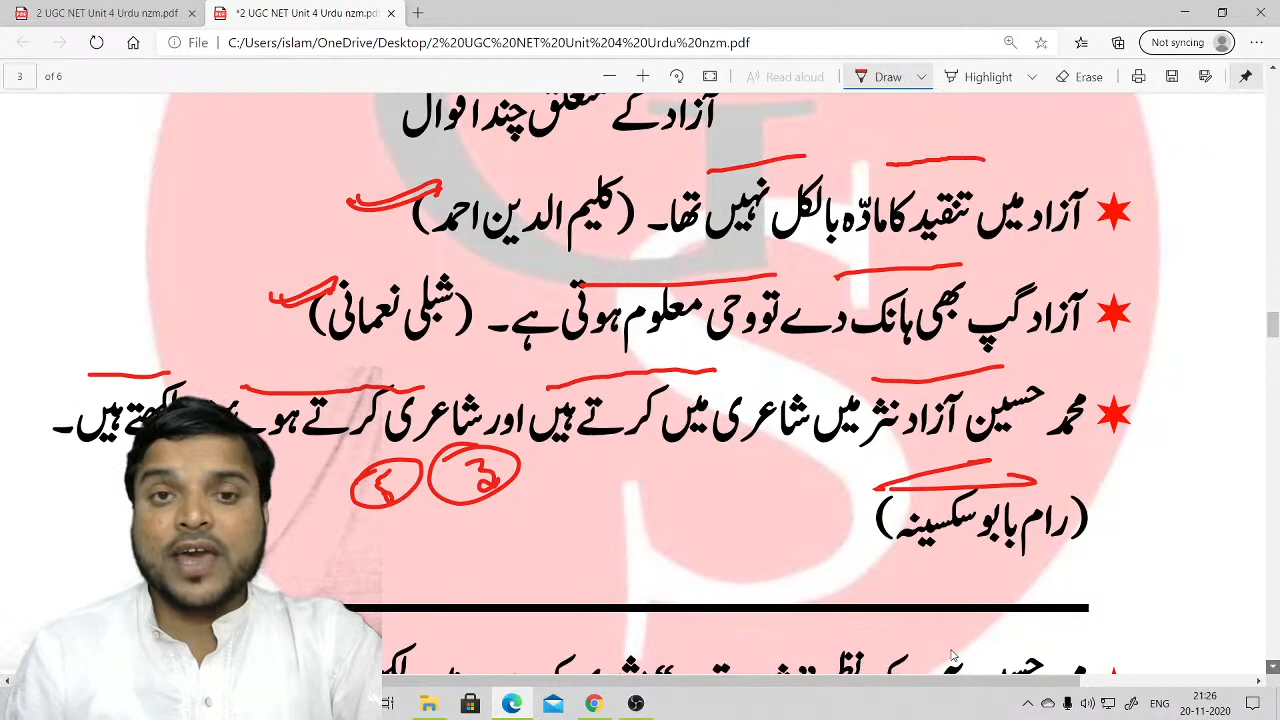 2 UGC NET Unit 4 Urdu nzm.pdf
*2 UGC NET Unit 4 Urdu nzm.pd
File C:/Users/islam/OneDrive/Desktop/2%20UGC%20NET%20Unit%204%20Urdu%20nzm.pdf Not syncing
3 of 6 Read aloud Draw Highlight Erase
آزاد کے متعلق چند اقوال
آزاد میں تنقید کا مادّہ بالکل نہیں تھا۔ (کلیم الدین احمد)
آزاد گپ بھی ہانک دے تو وحی معلوم ہوتی ہے۔ (شبلی نعمانی)
محمد حسین آزاد نثر میں شاعری میں کرتے ہیں اور شاعری کرتے ہوئے لکھتے ہیں۔
(رام بابو سکسینہ)
ENG 21:26
20-11-2020